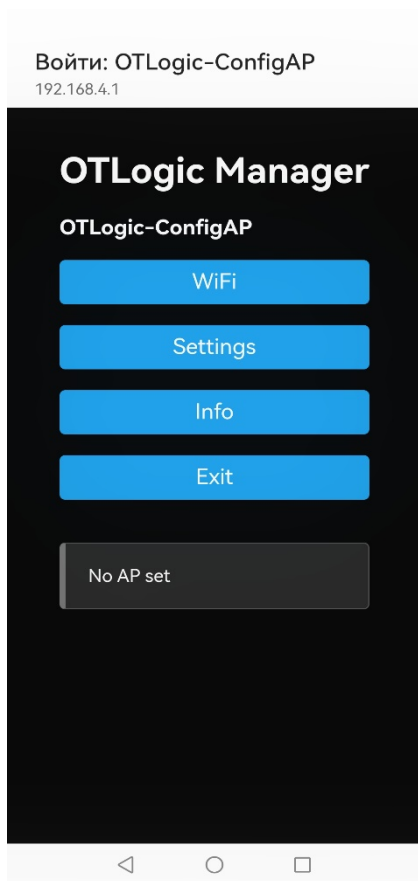 Войти: OTLogic-ConfigAP
192.168.4.1
OTLogic Manager
OTLogic-ConfigAP
WiFi
Settings
Info
Exit
No AP set